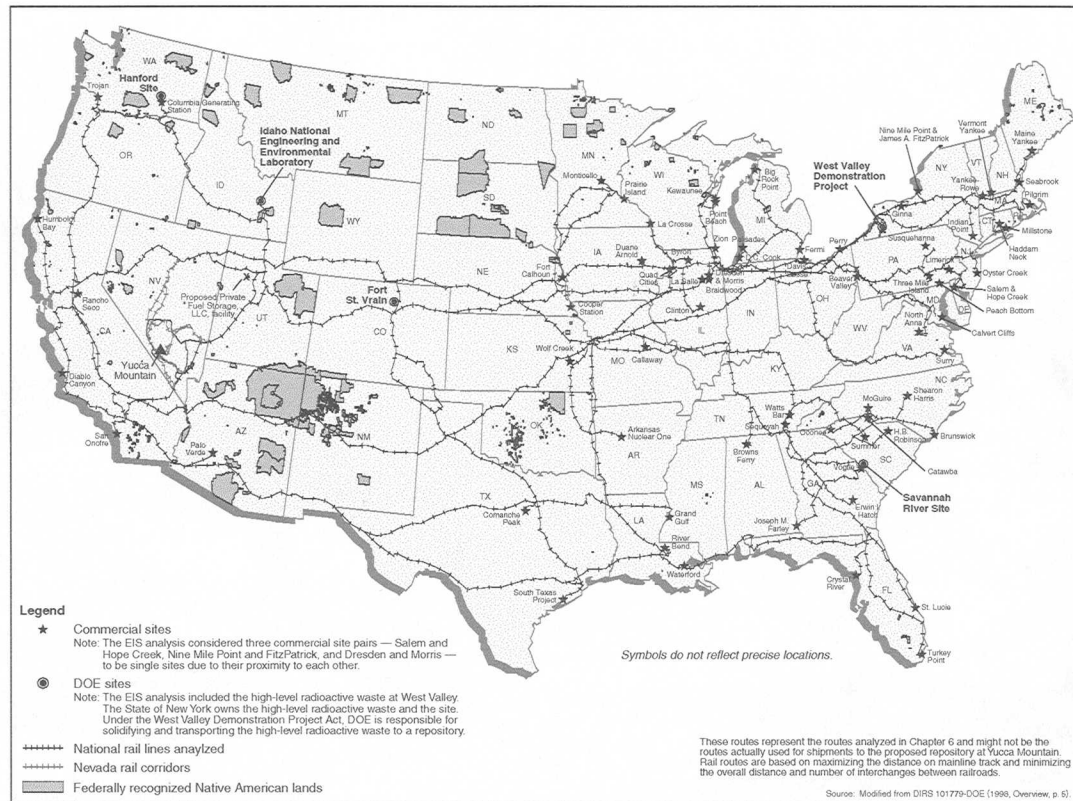 WA
Trojan
Hanford
Site
Columbia Generating
Station
MT
ND
MN
ME
OR
ID
Idaho National
Engineering and
Environmental
Laboratory
WY
SD
Monticello
Prairie
Island
WI
Kewaunee
Point
Beach
Big
Rock
Point
MI
La Crosse
Nine Mile Point &
James A. FitzPatrick
Vermont
Yankee
Maine
Yankee
NY
VT
NH
Yankee
Rowe
MA
Seabrook
Pilgrim
West Valley
Demonstration
Project
Ginna
Indian
Point
CT
Millstone
Haddam
Neck
Humboldt
Bay
NV
Proposed Private
Fuel Storage,
LLC, facility
UT
NE
IA
Duane
Arnold
Byron
Zion
Palisades
D.C. Cook
Fermi
Davis
Perry
Beaver
Valley
Susquehanna
PA
NJ
Limerick
Three Mile
Island
Oyster Creek
Salem &
Hope Creek
Peach Bottom
MD
DE
Calvert Cliffs
Fort
Calhoun
Quad
Cities
La Salle
& Morris
Braidwood
Cooper
Station
Clinton
IL
IN
OH
WV
VA
North
Anna
Surry
Rancho
Seco
CA
Fort
St. Vrain
CO
KS
Wolf Creek
MO
Callaway
KY
Yucca
Mountain
Diablo
Canyon
San
Onofre
Palo
Verde
AZ
NM
OK
Arkansas
Nuclear One
AR
TN
Watts
Bar
Sequoyah
Browns
Ferry
Oconee
McGuire
NC
Shearon
Harris
H.B.
Robinson
Brunswick
Summer
Catawba
SC
Vogtle
Savannah
River Site
MS
AL
GA
Erwin I.
Hatch
Joseph M.
Farley
TX
Comanche
Peak
LA
Grand
Gulf
River
Bend
Waterford
South Texas
Project
Crystal
River
FL
St. Lucie
Turkey
Point
Symbols do not reflect precise locations.
Legend
Commercial sites
Note: The EIS analysis considered three commercial site pairs — Salem and
Hope Creek, Nine Mile Point and FitzPatrick, and Dresden and Morris —
to be single sites due to their proximity to each other.
DOE sites
Note: The EIS analysis included the high-level radioactive waste at West Valley.
The State of New York owns the high-level radioactive waste and the site.
Under the West Valley Demonstration Project Act, DOE is responsible for
solidifying and transporting the high-level radioactive waste to a repository.
National rail lines anaylzed
Nevada rail corridors
Federally recognized Native American lands
These routes represent the routes analyzed in Chapter 6 and might not be the
routes actually used for shipments to the proposed repository at Yucca Mountain.
Rail routes are based on maximizing the distance on mainline track and minimizing
the overall distance and number of interchanges between railroads.
Source: Modified from DIRS 101779-DOE (1998, Overview, p. 5).